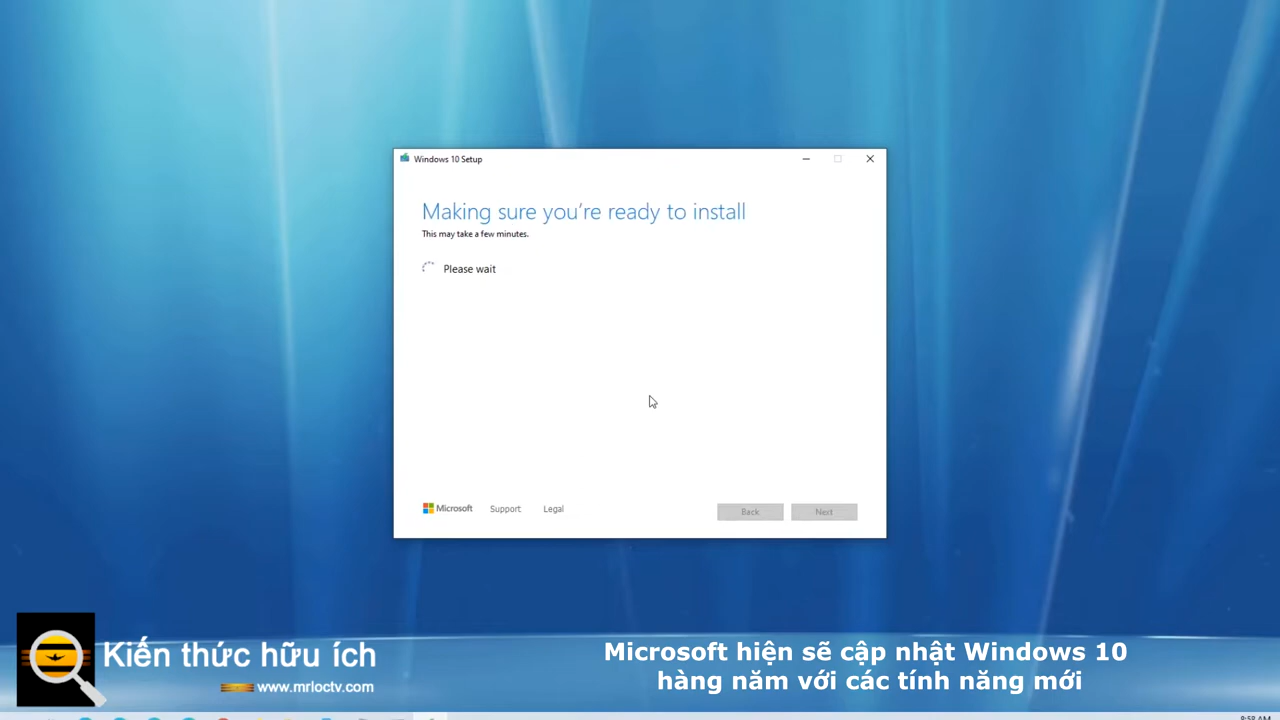 Windows 10 Setup
Making sure you're ready to install
This may take a few minutes.
Please wait
Microsoft
Support
Legal
Back
Next
Kiến thức hữu ích
www.mrloctv.com
Microsoft hiện sẽ cập nhật Windows 10
hàng năm với các tính năng mới